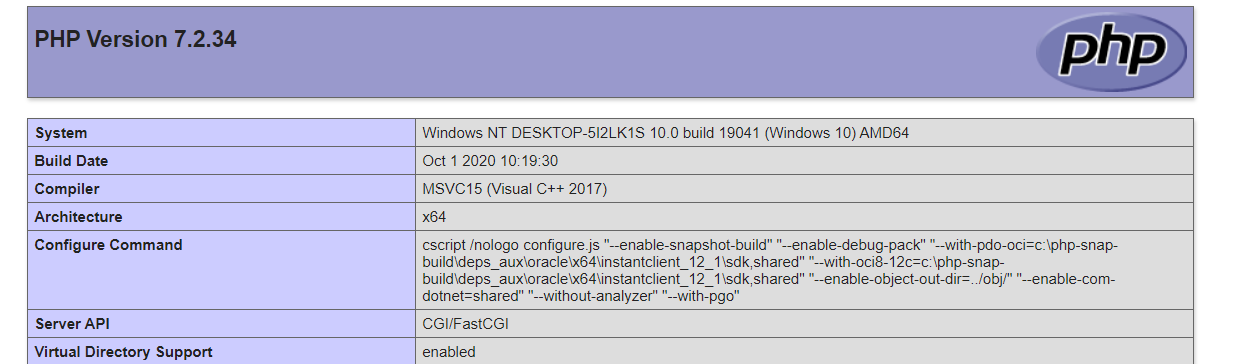 PHP Version 7.2.34
php
System Windows NT DESKTOP-5I2LK1S 10.0 build 19041 (Windows 10) AMD64
Build Date Oct 1 2020 10:19:30
Compiler MSVC15 (Visual C++ 2017)
Architecture x64
Configure Command cscript /nologo configure.js "--enable-snapshot-build" "--enable-debug-pack" "--with-pdo-oci=c:\php-snap-
build\deps_aux\oracle\x64\instantclient_12_1\sdk,shared" "--with-oci8-12c=c:\php-snap-
build\deps_aux\oracle\x64\instantclient_12_1\sdk,shared" "--enable-object-out-dir=../obj/" "--enable-com-
dotnet=shared" "--without-analyzer" "--with-pgo"
Server API CGI/FastCGI
Virtual Directory Support enabled